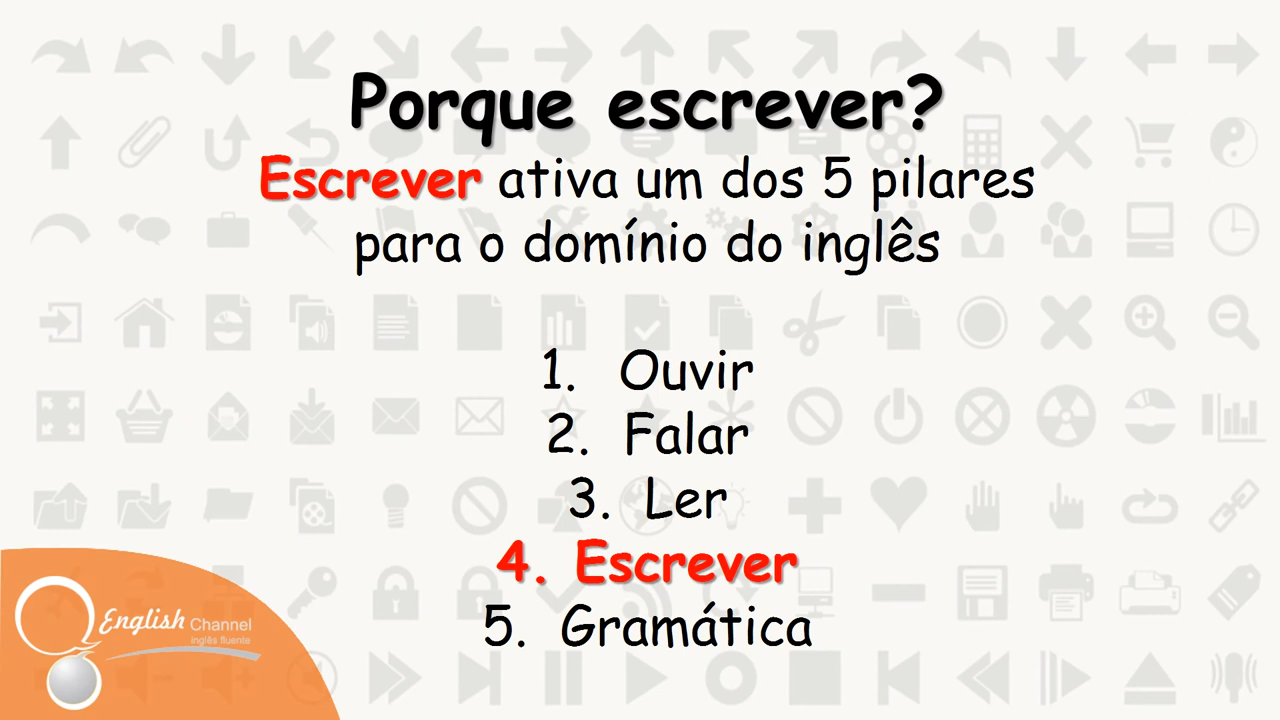 Porque escrever?
Escrever ativa um dos 5 pilares
para o domínio do inglês
1. Ouvir
2. Falar
3. Ler
4. Escrever
5. Gramática
English Channel
inglês fluente